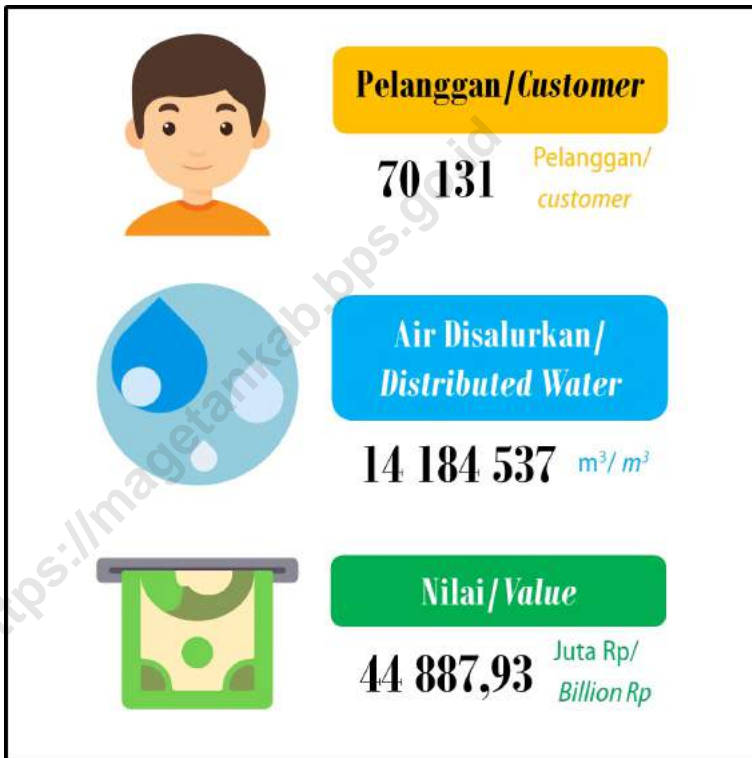 Pelanggan/Customer
70 131
Pelanggan/
customer
Air Disalurkan/
Distributed Water
14 184 537
m³/ m³
Nilai/Value
44 887,93
Juta Rp/
Billion Rp
https://magetankab.bps.go.id